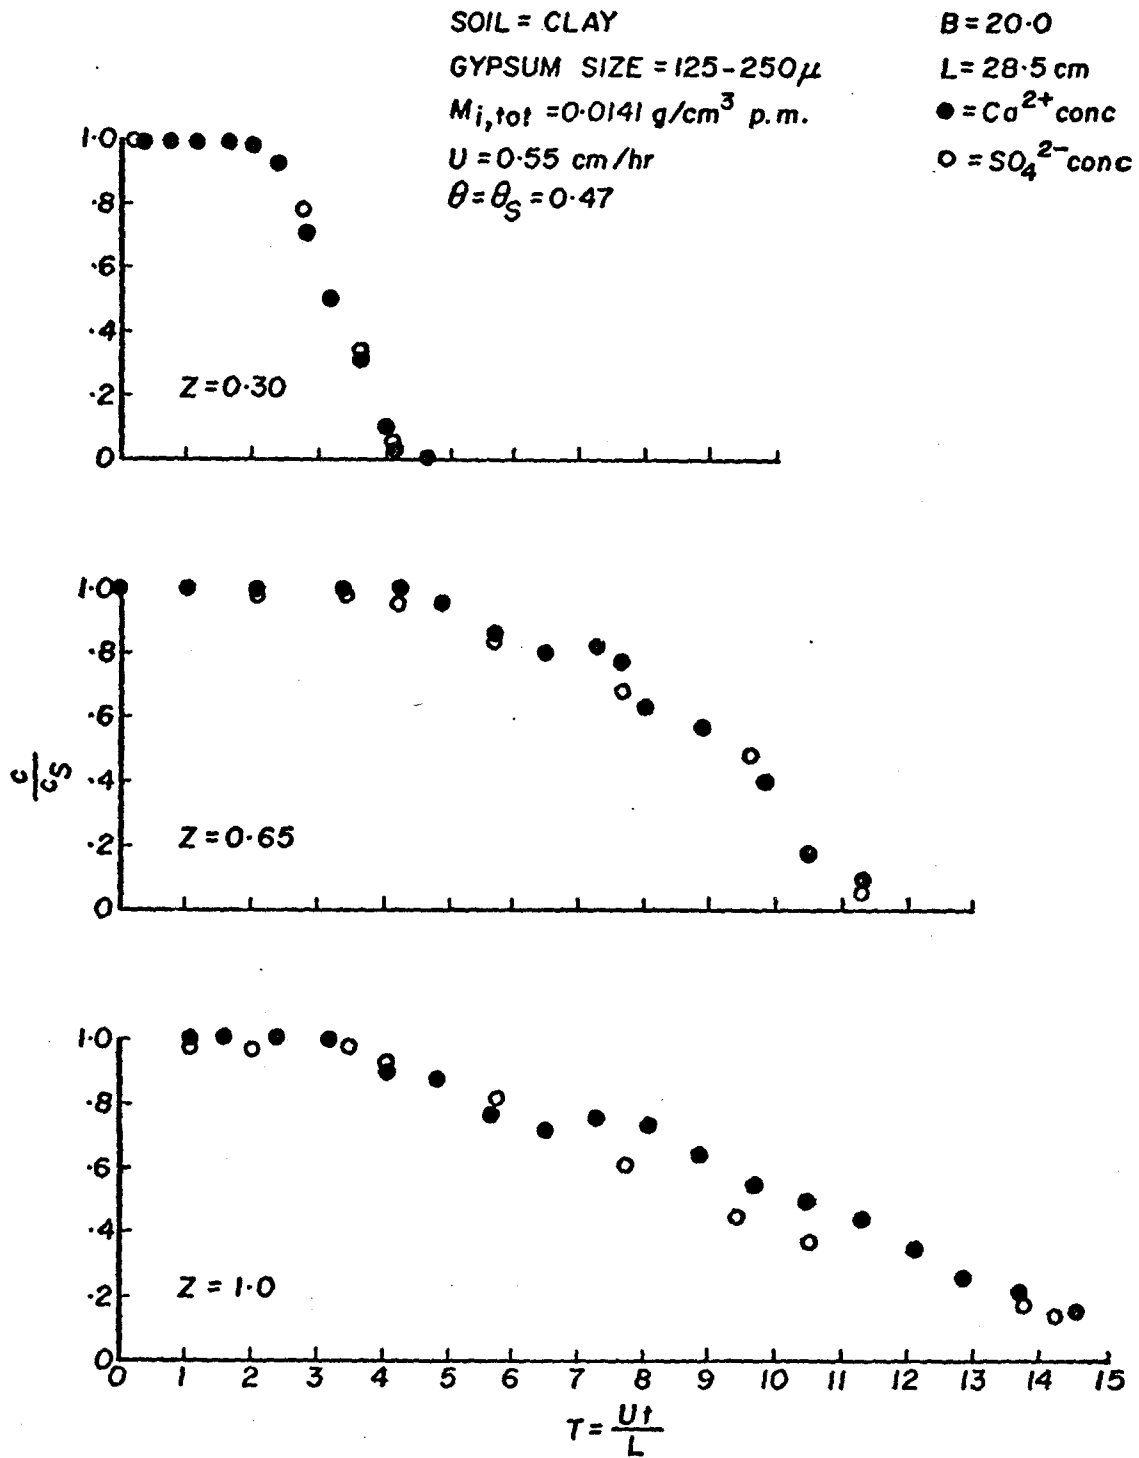 SOIL = CLAY
GYPSUM SIZE = 125-250μ
M i,tot = 0.0141 g/cm³ p.m.
U = 0.55 cm/hr
θ = θS = 0.47
B = 20.0
L = 28.5 cm
● = Ca²⁺ conc
○ = SO₄²⁻ conc
1.0
.8
.6
.4
.2
0
Z = 0.30
1.0
.8
.6
.4
.2
0
Z = 0.65
c/cS
1.0
.8
.6
.4
.2
0
Z = 1.0
0 1 2 3 4 5 6 7 8 9 10 11 12 13 14 15
T = Ut/L